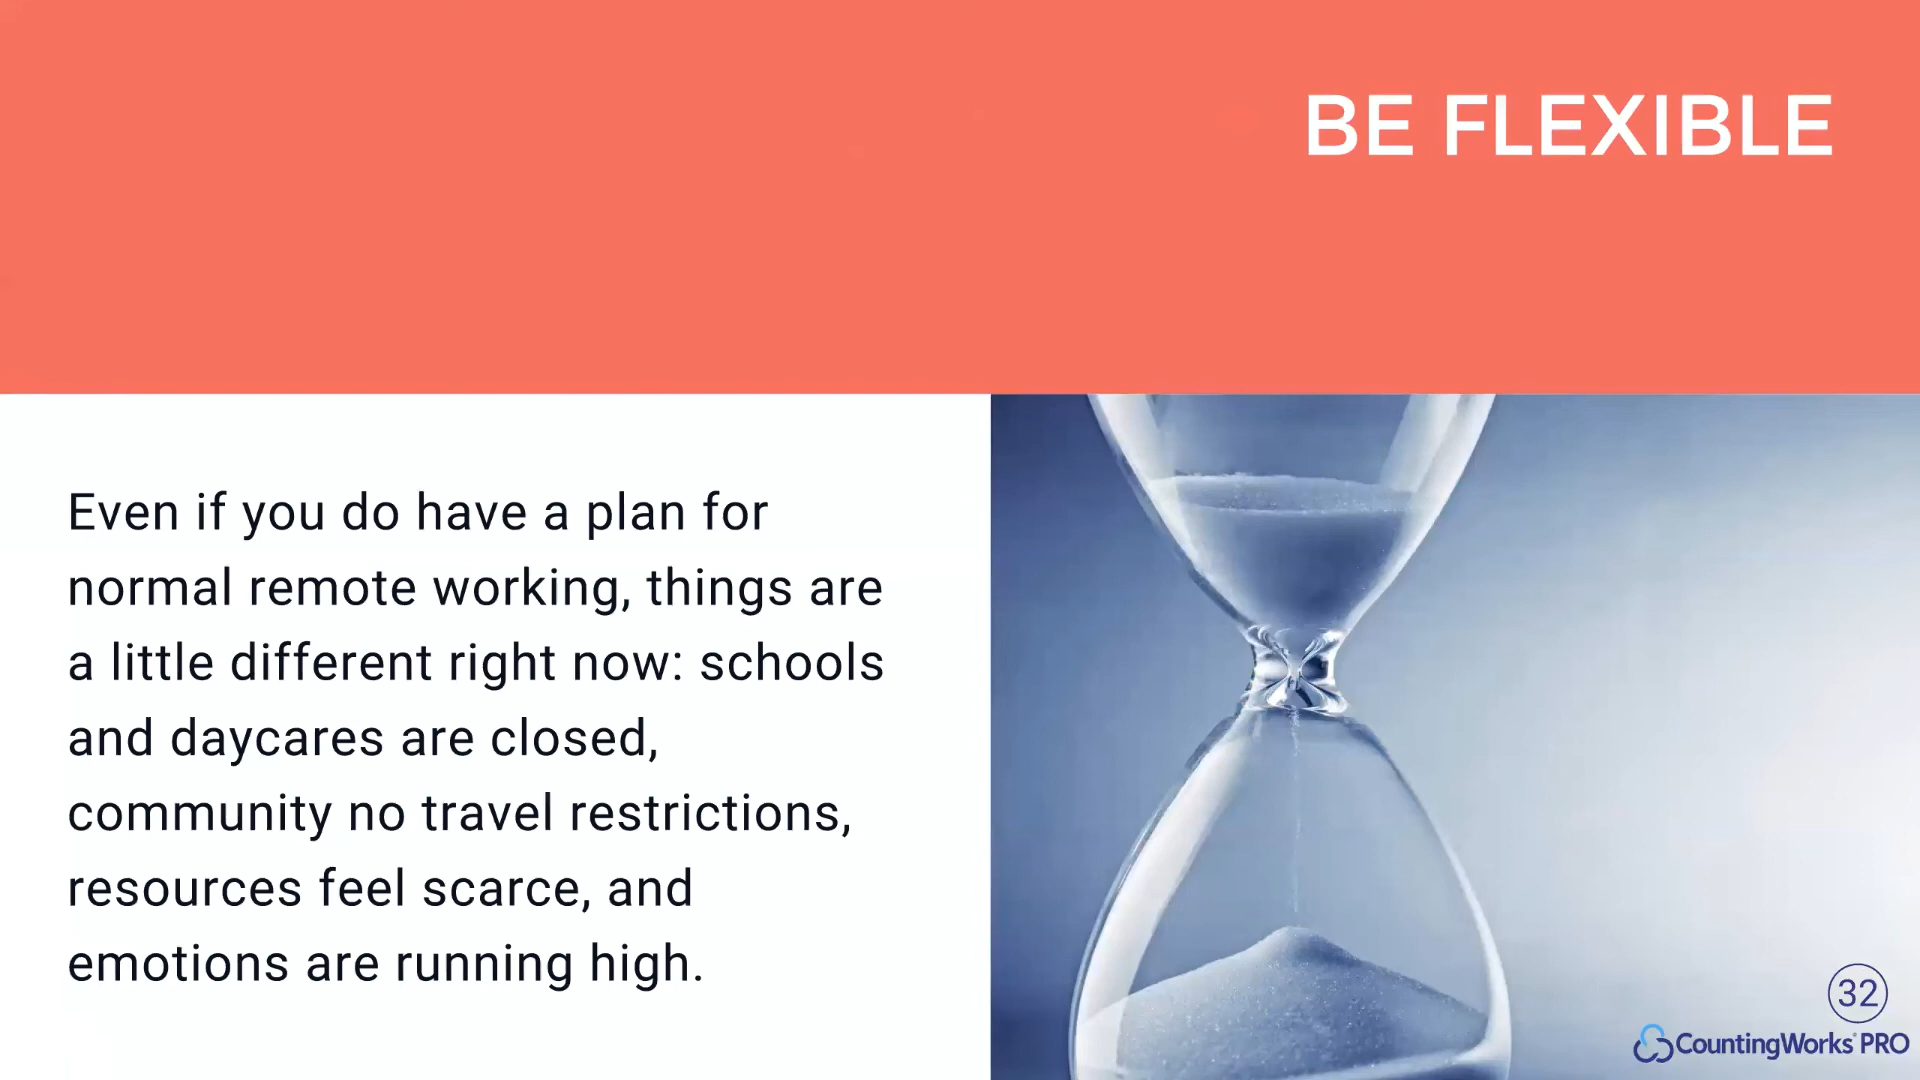 BE FLEXIBLE
Even if you do have a plan for
normal remote working, things are
a little different right now: schools
and daycares are closed,
community no travel restrictions,
resources feel scarce, and
emotions are running high.
32
CountingWorks PRO